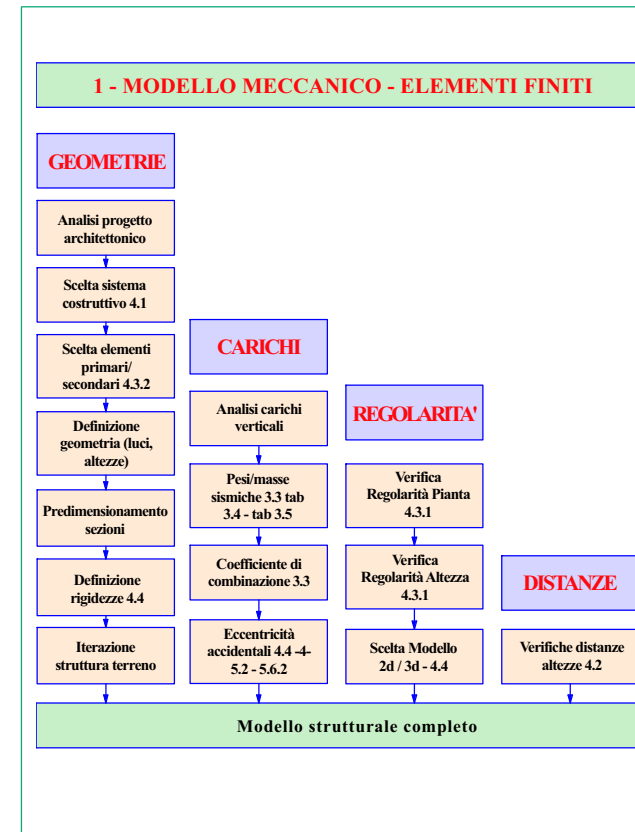 1 - MODELLO MECCANICO - ELEMENTI FINITI
GEOMETRIE
Analisi progetto
architettonico
Scelta sistema
costruttivo 4.1
Scelta elementi
primari/
secondari 4.3.2
Definizione
geometria (luci,
altezze)
Predimensionamento
sezioni
Definizione
rigidezze 4.4
Iterazione
struttura terreno
CARICHI
Analisi carichi
verticali
Pesi/masse
sismiche 3.3 tab
3.4 - tab 3.5
Coefficiente di
combinazione 3.3
Eccentricità
accidentali 4.4 -4-
5.2 - 5.6.2
REGOLARITA'
Verifica
Regolarità Pianta
4.3.1
Verifica
Regolarità Altezza
4.3.1
Scelta Modello
2d / 3d - 4.4
DISTANZE
Verifiche distanze
altezze 4.2
Modello strutturale completo